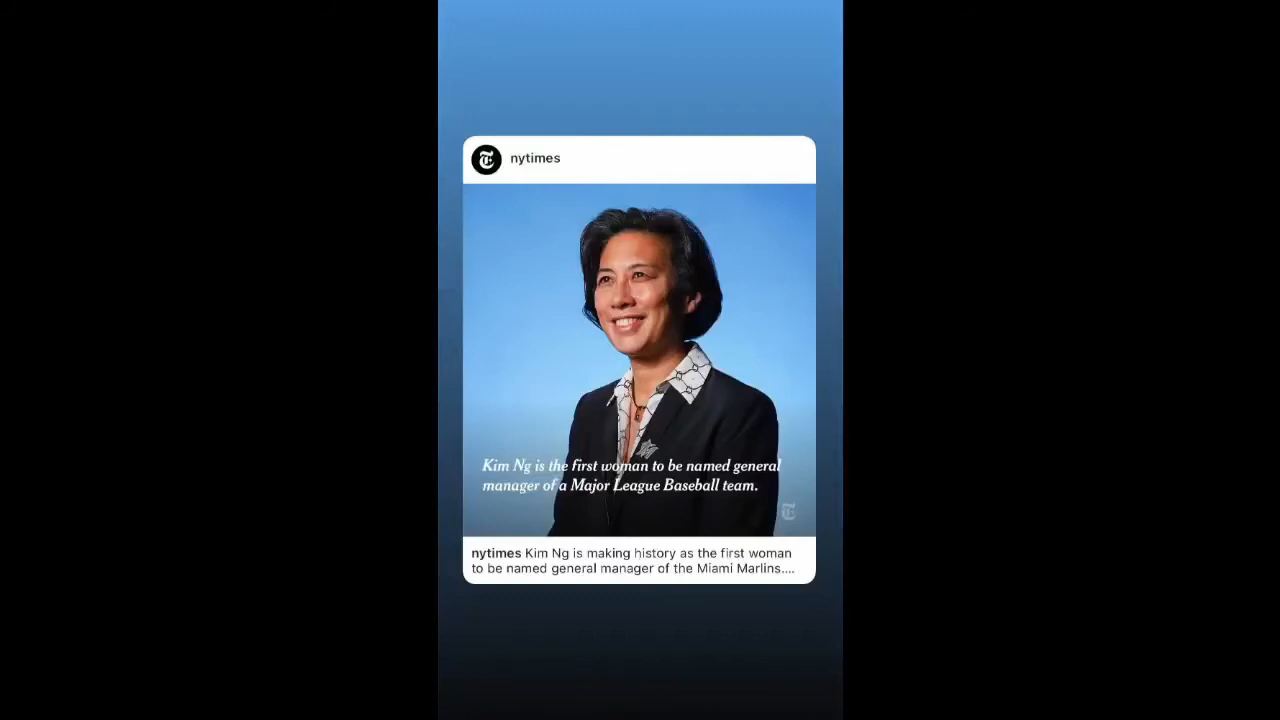 nytimes
Kim Ng is the first woman to be named general
manager of a Major League Baseball team.
nytimes Kim Ng is making history as the first woman
to be named general manager of the Miami Marlins....